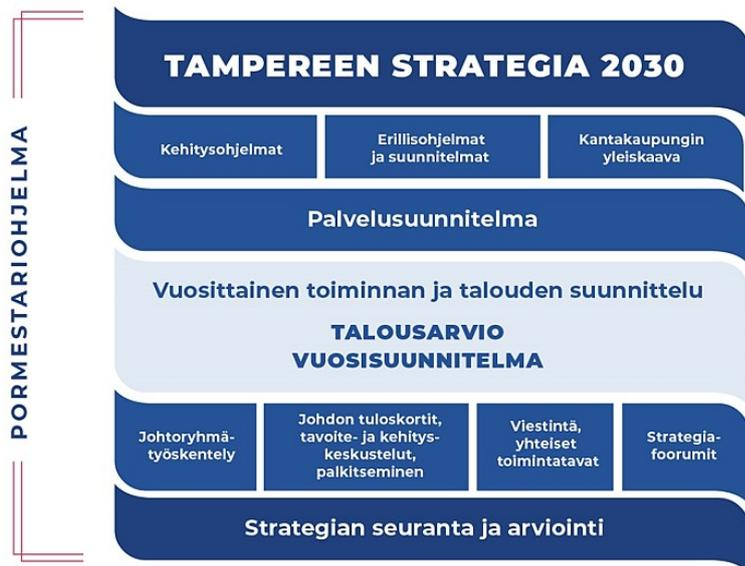 PORMESTARIOHJELMA
TAMPEREEN STRATEGIA 2030
Kehitysohjelmat
Erillisohjelmat
ja suunnitelmat
Kantakaupungin
yleiskaava
Palvelusuunnitelma
Vuosittainen toiminnan ja talouden suunnittelu
TALOUSARVIO
VUOSISUUNNITELMA
Johtoryhmä-
työskentely
Johdon tuloskortit,
tavoite- ja kehitys-
keskustelut,
palkitseminen
Viestintä,
yhteiset
toimintatavat
Strategia-
foorumit
Strategian seuranta ja arviointi